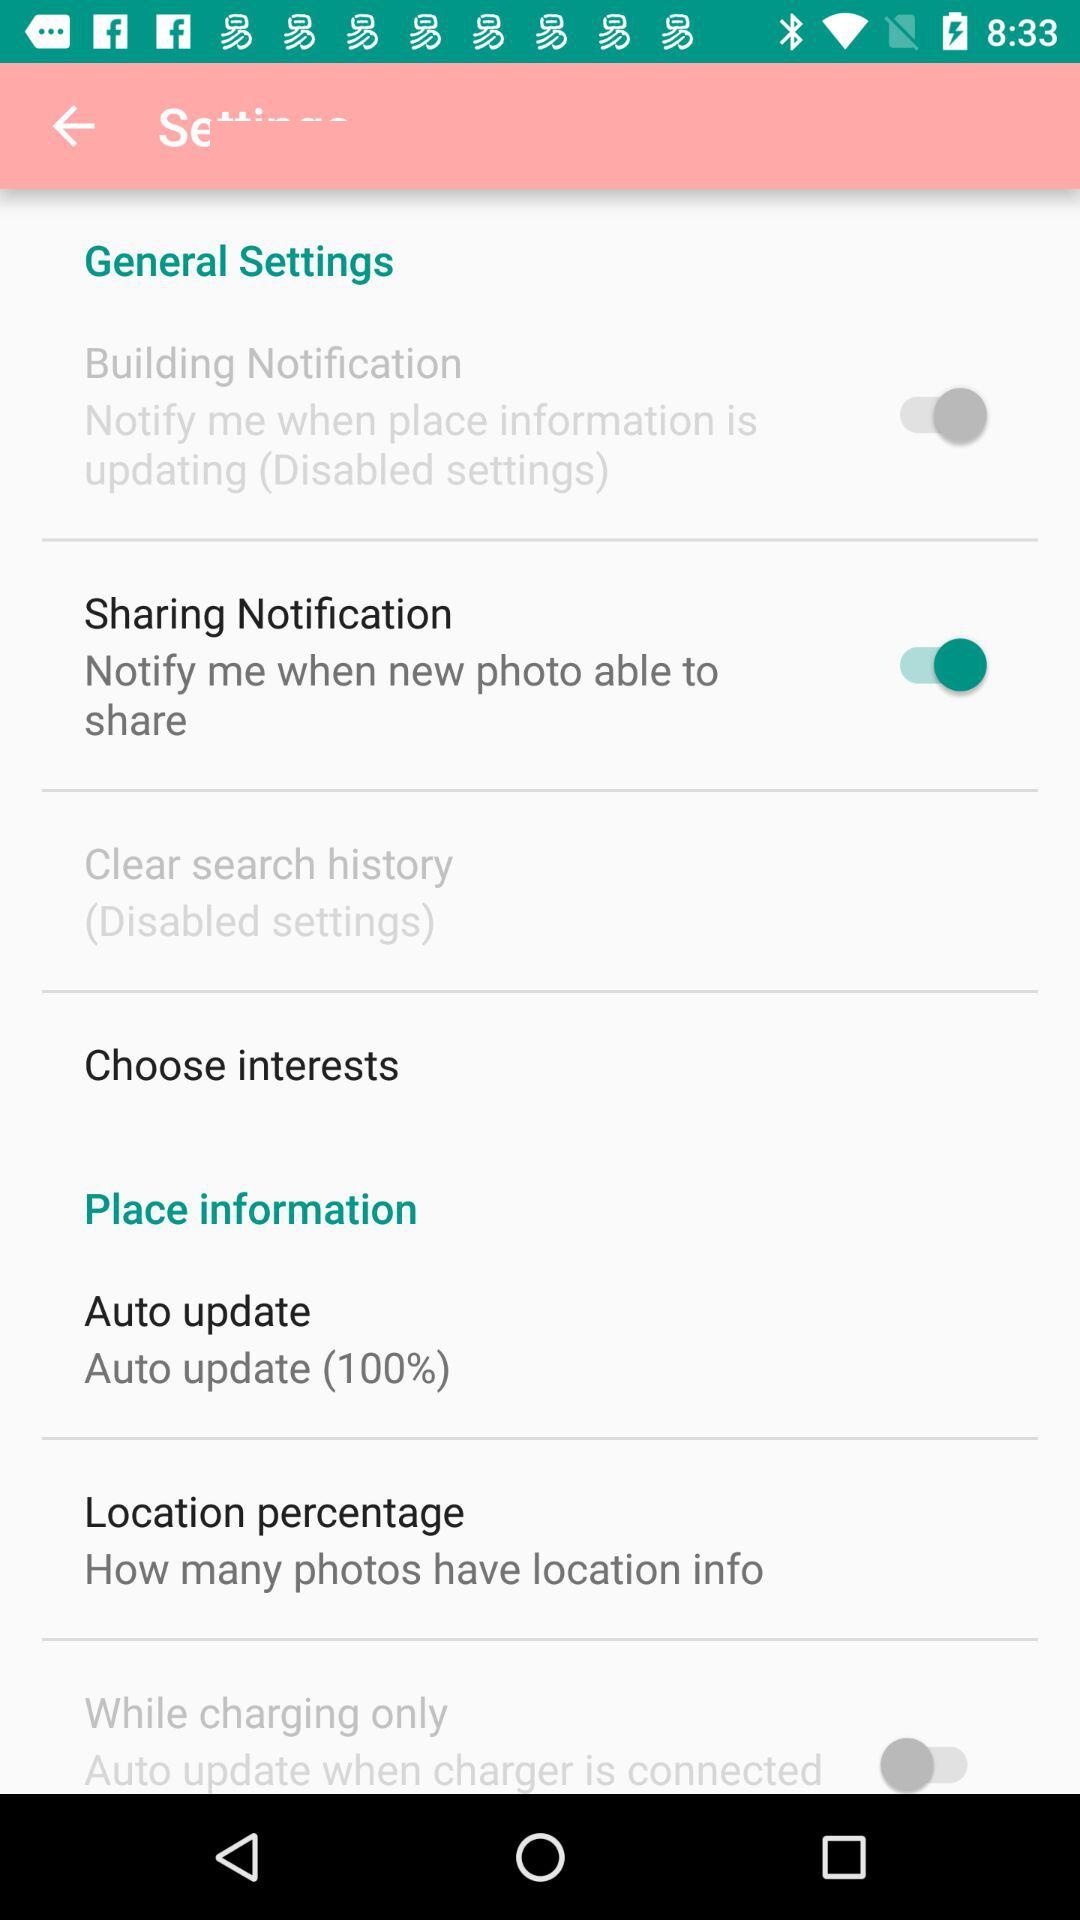 8:33
Settings
General Settings
Building Notification
Notify me when place information is
updating (Disabled settings)
Sharing Notification
Notify me when new photo able to
share
Clear search history
(Disabled settings)
Choose interests
Place information
Auto update
Auto update (100%)
Location percentage
How many photos have location info
While charging only
Auto update when charger is connected